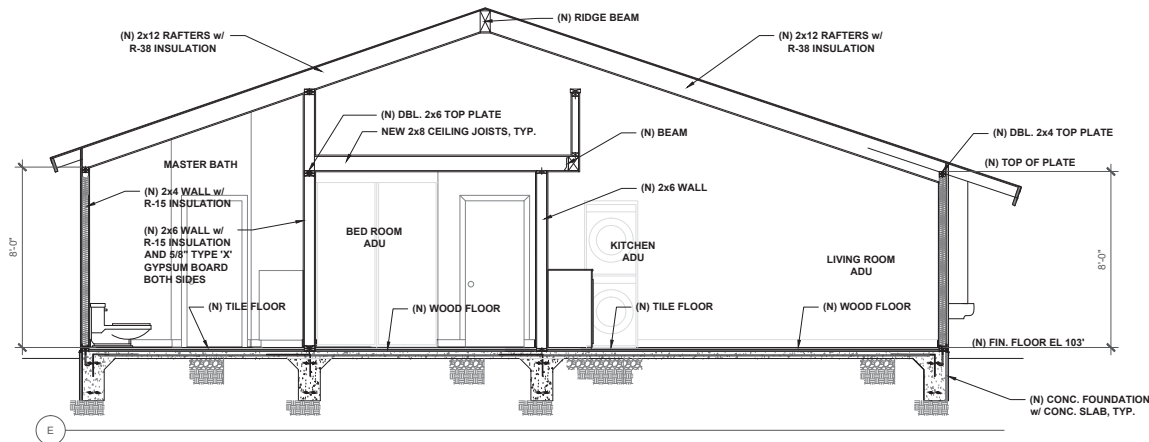 (N) RIDGE BEAM
(N) 2x12 RAFTERS w/
R-38 INSULATION
(N) 2x12 RAFTERS w/
R-38 INSULATION
(N) DBL. 2x6 TOP PLATE
NEW 2x8 CEILING JOISTS, TYP.
(N) BEAM
(N) DBL. 2x4 TOP PLATE
(N) TOP OF PLATE
MASTER BATH
(N) 2x4 WALL w/
R-15 INSULATION
(N) 2x6 WALL w/
R-15 INSULATION
AND 5/8" TYPE 'X'
GYPSUM BOARD
BOTH SIDES
(N) 2x6 WALL
BED ROOM
ADU
KITCHEN
ADU
LIVING ROOM
ADU
8'-0"
8'-0"
(N) TILE FLOOR
(N) WOOD FLOOR
(N) TILE FLOOR
(N) WOOD FLOOR
(N) FIN. FLOOR EL 103'
(N) CONC. FOUNDATION
w/ CONC. SLAB, TYP.
E